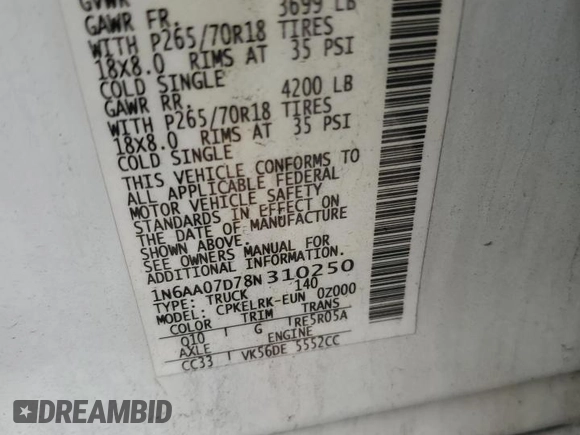 GVWR
GAWR FR. 3699 LB
WITH P265/70R18 TIRES
18X8.0 RIMS AT 35 PSI
COLD SINGLE
GAWR RR. 4200 LB
WITH P265/70R18 TIRES
18X8.0 RIMS AT 35 PSI
COLD SINGLE
THIS VEHICLE CONFORMS TO
ALL APPLICABLE FEDERAL
MOTOR VEHICLE SAFETY
STANDARDS IN EFFECT ON
THE DATE OF MANUFACTURE
SHOWN ABOVE.
SEE OWNERS MANUAL FOR
ADDITIONAL INFORMATION.
1N6AA07D78N310250
TYPE: TRUCK 140
MODEL: CPKELRK-EUN 0Z000
COLOR TRIM TRANS
Q10 G RE5R05A
AXLE ENGINE
CC33 VK56DE 5552CC
DREAMBID